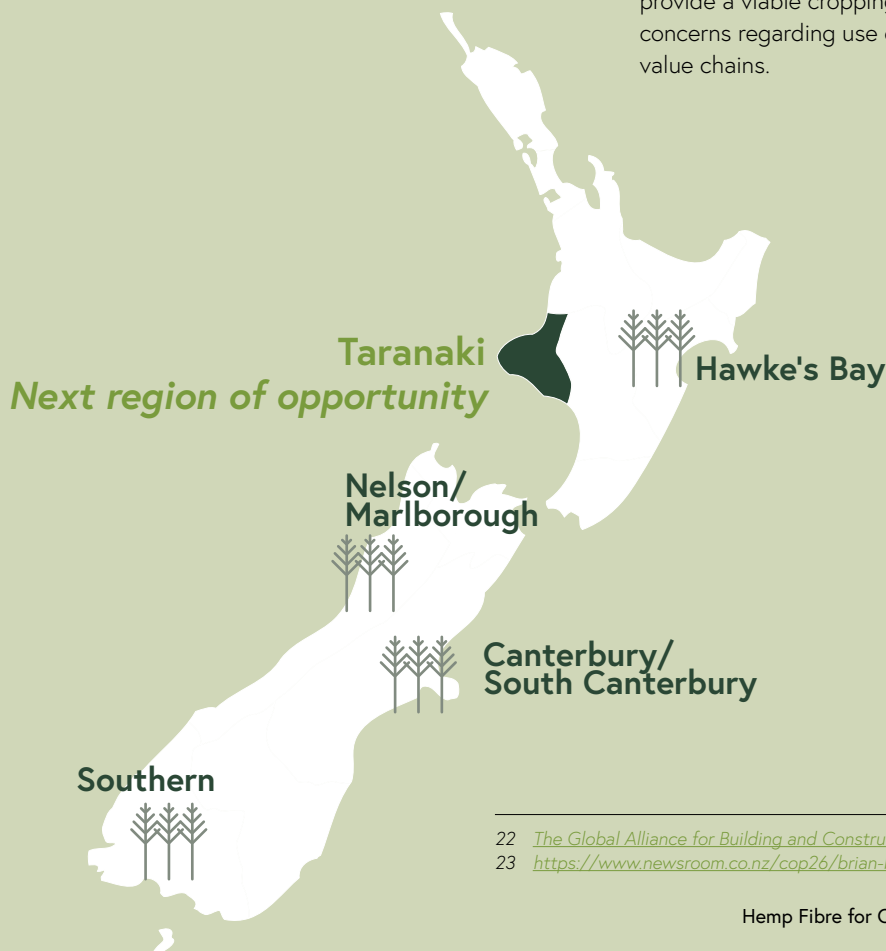 provide a viable cropping
concerns regarding use
value chains.
Taranaki
Next region of opportunity
Hawke's Bay
Nelson/
Marlborough
Canterbury/
South Canterbury
Southern
22 The Global Alliance for Building and
23 https://www.newsroom.co.nz/cop26/brian-
Hemp Fibre for